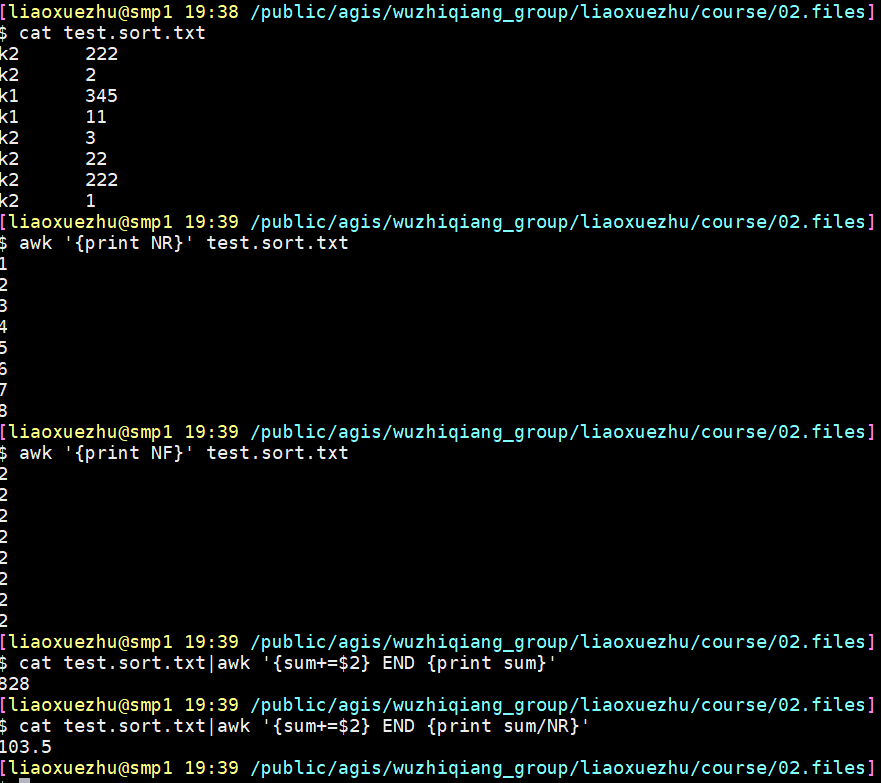 [liaoxuezhu@smp1 19:38 /public/agis/wuzhiqiang_group/liaoxuezhu/course/02.files]
$ cat test.sort.txt
k2      222
k2      2
k1      345
k1      11
k2      3
k2      22
k2      222
k2      1
[liaoxuezhu@smp1 19:39 /public/agis/wuzhiqiang_group/liaoxuezhu/course/02.files]
$ awk '{print NR}' test.sort.txt
1
2
3
4
5
6
7
8
[liaoxuezhu@smp1 19:39 /public/agis/wuzhiqiang_group/liaoxuezhu/course/02.files]
$ awk '{print NF}' test.sort.txt
2
2
2
2
2
2
2
2
[liaoxuezhu@smp1 19:39 /public/agis/wuzhiqiang_group/liaoxuezhu/course/02.files]
$ cat test.sort.txt|awk '{sum+=$2} END {print sum}'
828
[liaoxuezhu@smp1 19:39 /public/agis/wuzhiqiang_group/liaoxuezhu/course/02.files]
$ cat test.sort.txt|awk '{sum+=$2} END {print sum/NR}'
103.5
[liaoxuezhu@smp1 19:39 /public/agis/wuzhiqiang_group/liaoxuezhu/course/02.files]